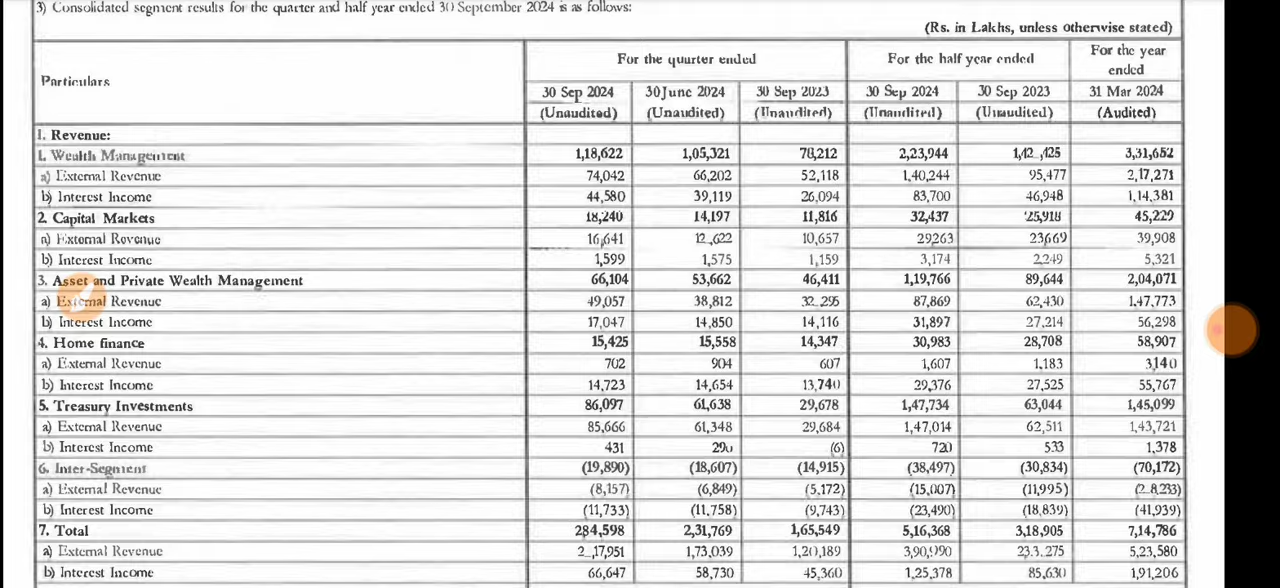 3) Consolidated segment results for the quarter and half year ended 30 September 2024 is as follows:
(Rs. in Lakhs, unless otherwise stated)
Particulars For the quarter ended For the half year ended For the year ended
30 Sep 2024 30 June 2024 30 Sep 2023 30 Sep 2024 30 Sep 2023 31 Mar 2024
(Unaudited) (Unaudited) (Unaudited) (Unaudited) (Unaudited) (Audited)
I. Revenue:
1. Wealth Management 1,18,622 1,05,321 78,212 2,23,944 1,42,425 3,31,652
a) External Revenue 74,042 66,202 52,118 1,40,244 95,477 2,17,271
b) Interest Income 44,580 39,119 26,094 83,700 46,948 1,14,381
2. Capital Markets 18,240 14,197 11,816 32,437 25,918 45,229
a) External Revenue 16,641 12,622 10,657 29263 23,669 39,908
b) Interest Income 1,599 1,575 1,159 3,174 2,249 5,321
3. Asset and Private Wealth Management 66,104 53,662 46,411 1,19,766 89,644 2,04,071
a) External Revenue 49,057 38,812 32,295 87,869 62,430 1,47,773
b) Interest Income 17,047 14,850 14,116 31,897 27,214 56,298
4. Home finance 15,425 15,558 14,347 30,983 28,708 58,907
a) External Revenue 702 904 607 1,607 1,183 3,140
b) Interest Income 14,723 14,654 13,740 29,376 27,525 55,767
5. Treasury Investments 86,097 61,638 29,678 1,47,734 63,044 1,45,099
a) External Revenue 85,666 61,348 29,684 1,47,014 62,511 1,43,721
b) Interest Income 431 290 (6) 720 533 1,378
6. Inter-Segment (19,890) (18,607) (14,915) (38,497) (30,834) (70,172)
a) External Revenue (8,157) (6,849) (5,172) (15,007) (11,995) (28,233)
b) Interest Income (11,733) (11,758) (9,743) (23,490) (18,839) (41,939)
7. Total 284,598 2,31,769 1,65,549 5,16,368 3,18,905 7,14,786
a) External Revenue 2,17,951 1,73,039 1,20,189 3,90,990 233,275 5,23,580
b) Interest Income 66,647 58,730 45,360 1,25,378 85,630 1,91,206